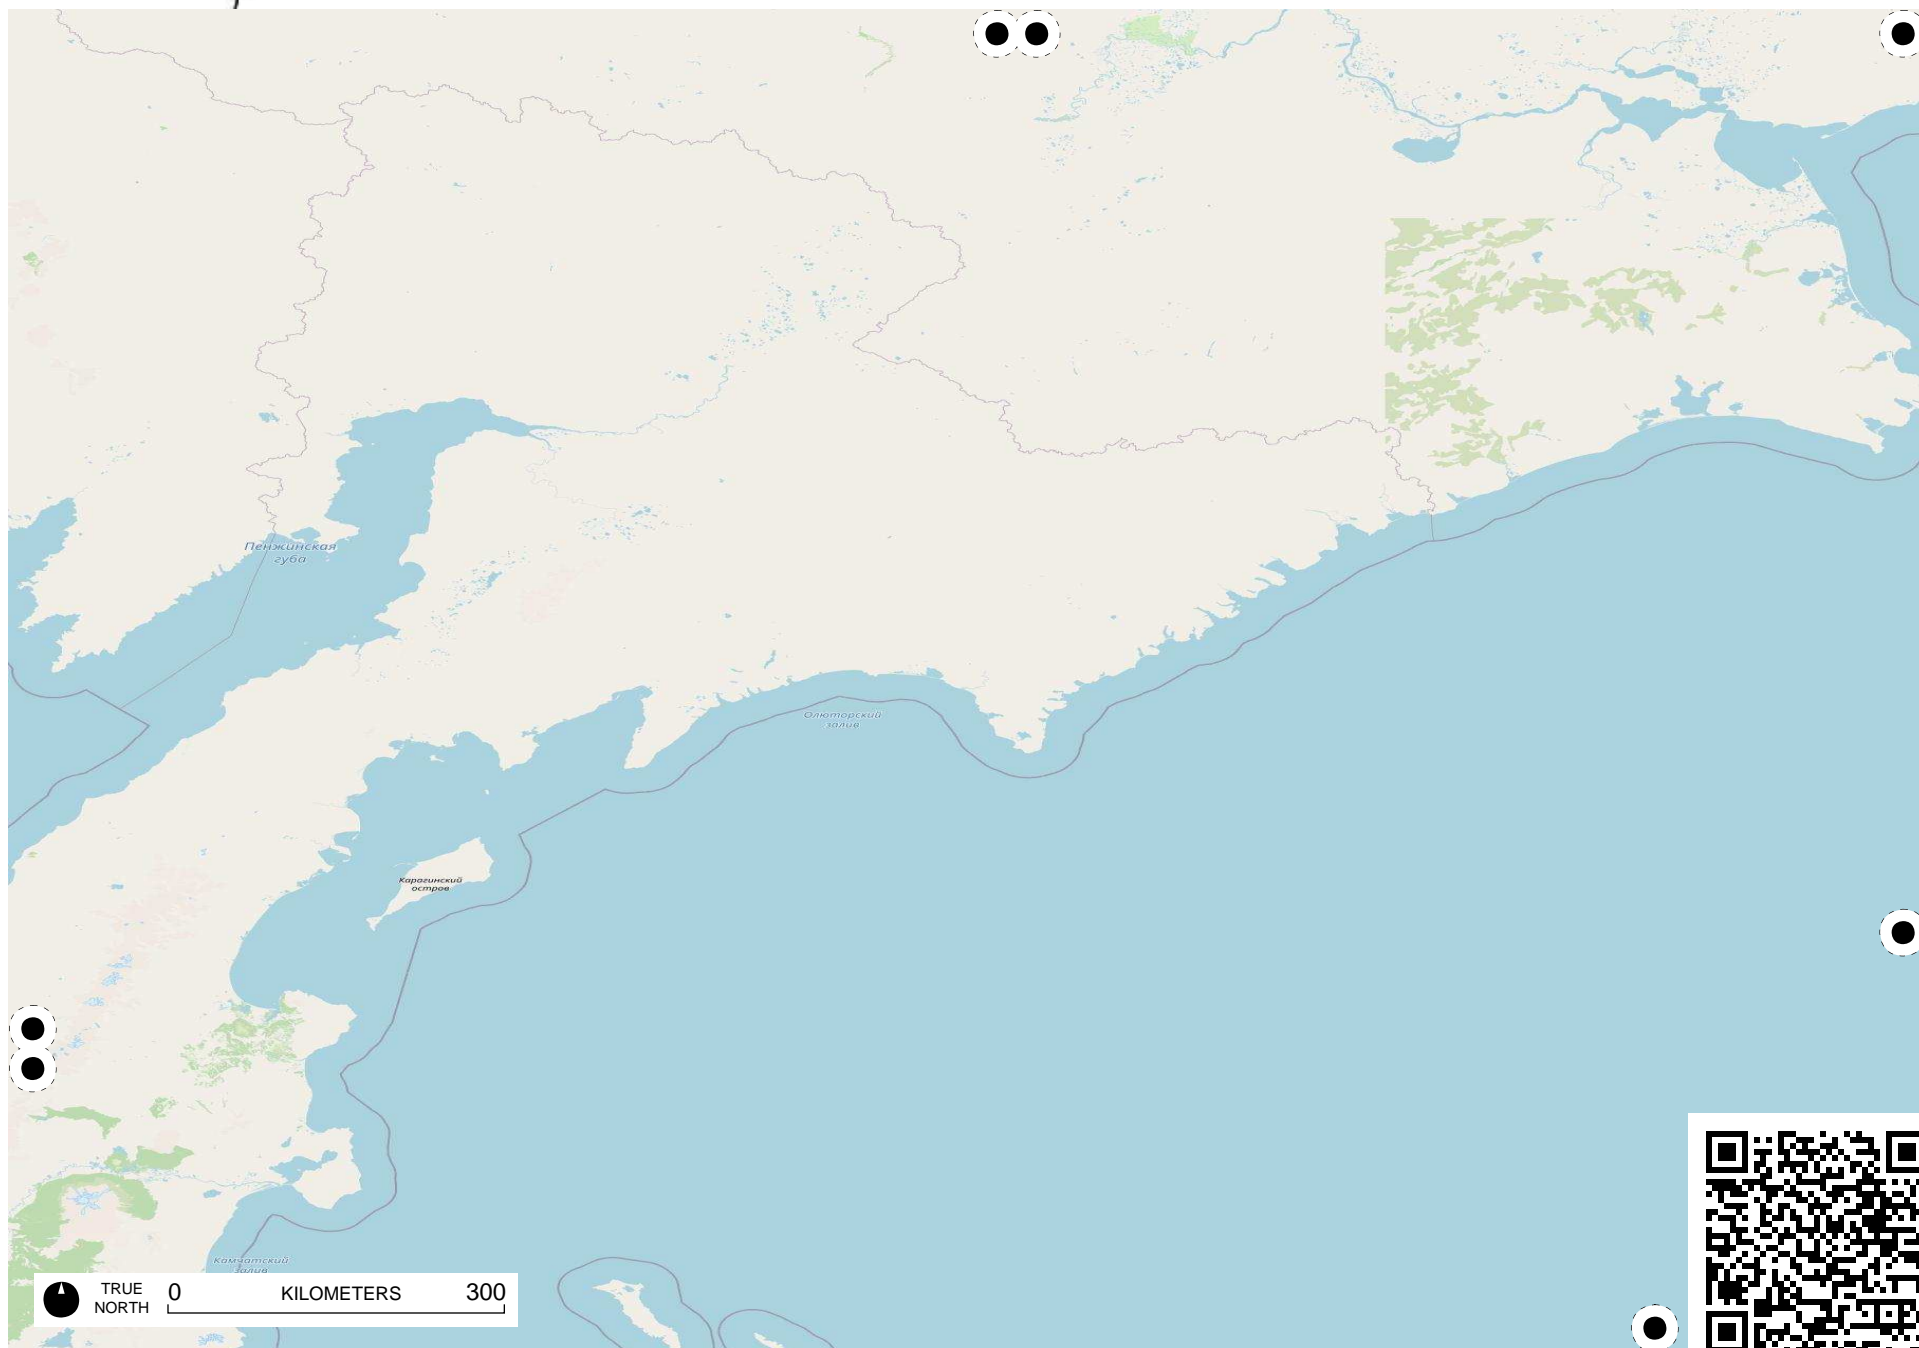 Пенжинская
губа
Олюторский
залив
Карагинский
остров
Камчатский
залив
TRUE
NORTH
0 KILOMETERS 300